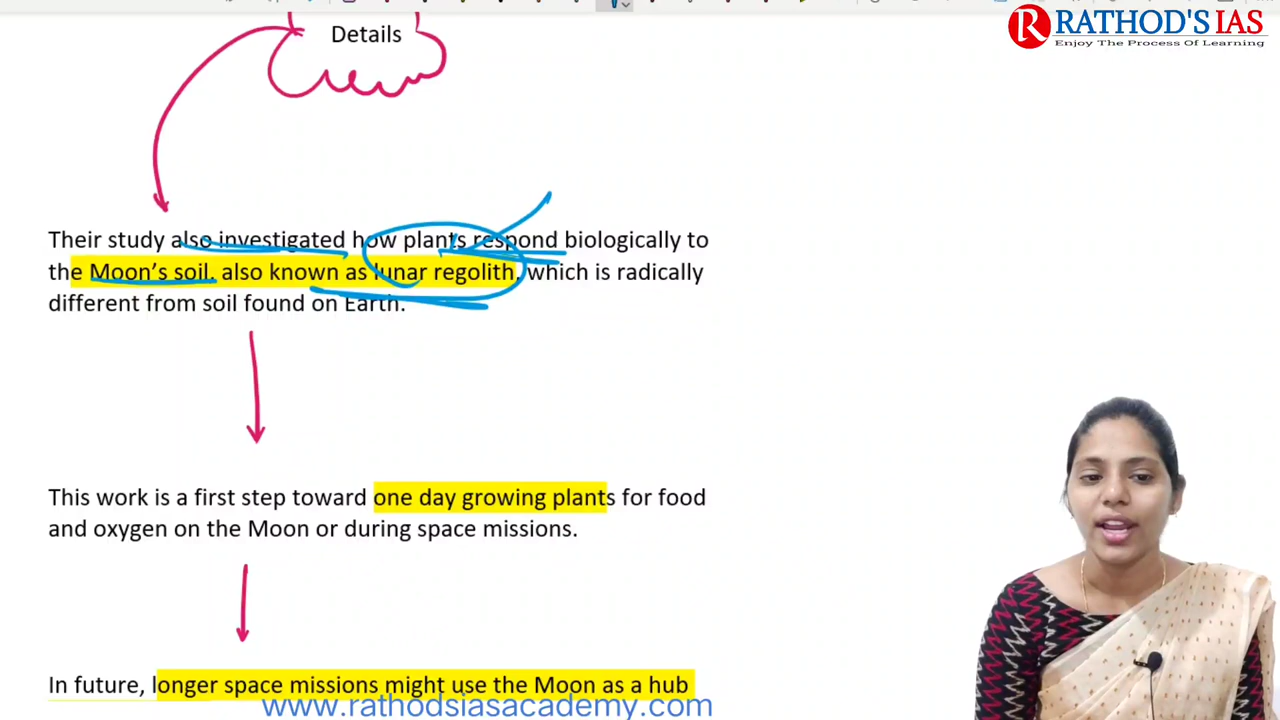 RATHOD'S IAS
Enjoy The Process Of Learning
Details
Their study also investigated how plants respond biologically to
the Moon's soil, also known as lunar regolith, which is radically
different from soil found on Earth.
This work is a first step toward one day growing plants for food
and oxygen on the Moon or during space missions.
In future, longer space missions might use the Moon as a hub
www.rathodsiasacademy.com